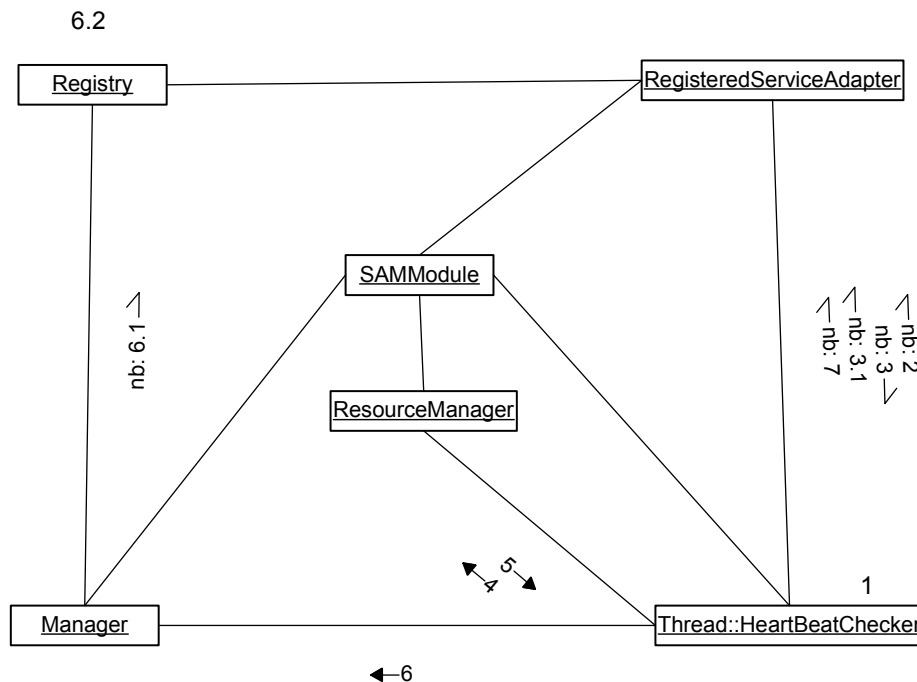 6.2
Registry
RegisteredServiceAdapter
SAMModule
nb: 6.1
nb: 7
nb: 3.1
nb: 3
nb: 2
ResourceManager
4
5
1
Manager
Thread::HeartBeatChecker
6